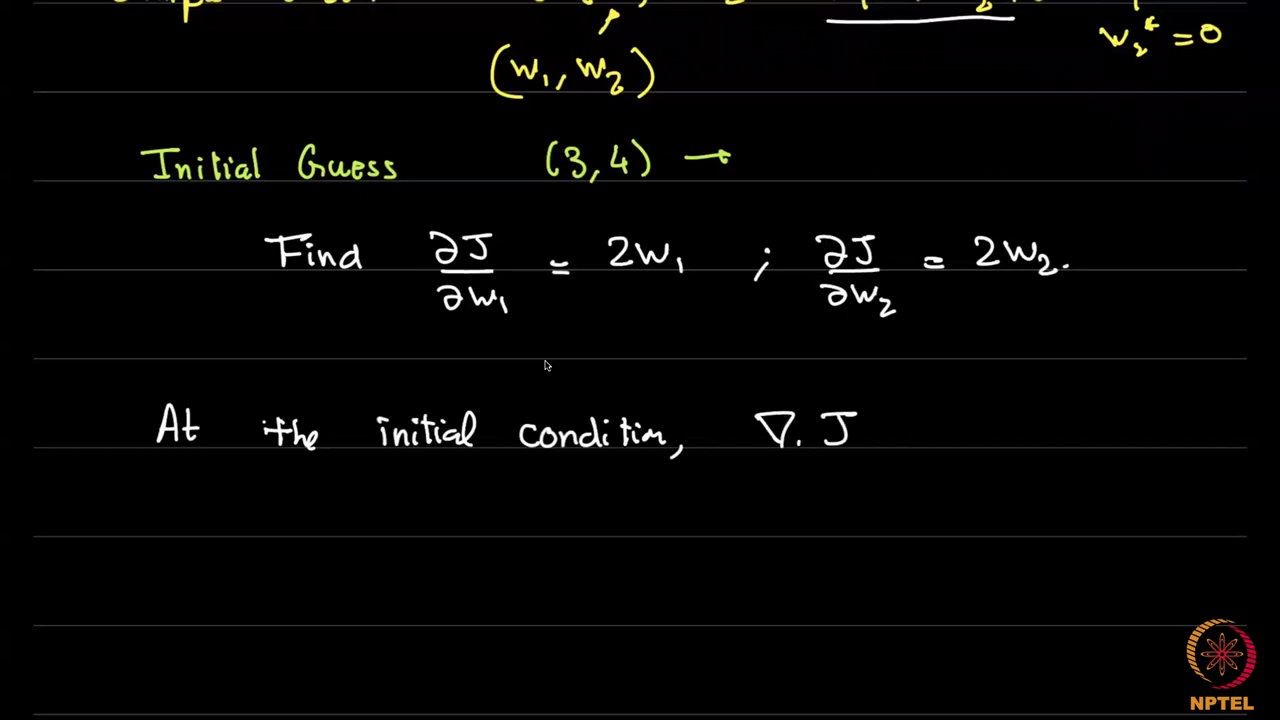 w₂* = 0
(w₁, w₂)
Initial Guess (3, 4) →
Find ∂J/∂w₁ = 2w₁ ; ∂J/∂w₂ = 2w₂.
At the initial condition, ∇. J
NPTEL